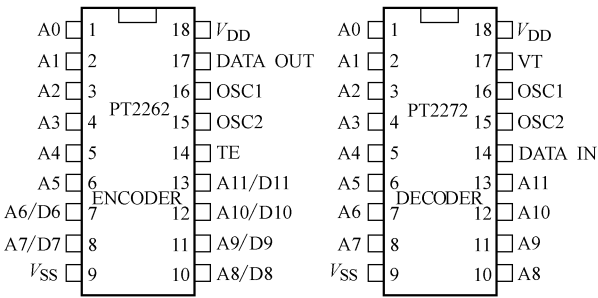 A0 1 18 VDD
A1 2 17 DATA OUT
A2 3 16 OSC1
PT2262
A3 4 15 OSC2
A4 5 14 TE
A5 6 13 A11/D11
ENCODER
A6/D6 7 12 A10/D10
A7/D7 8 11 A9/D9
VSS 9 10 A8/D8
A0 1 18 VDD
A1 2 17 VT
A2 3 16 OSC1
PT2272
A3 4 15 OSC2
A4 5 14 DATA IN
A5 6 13 A11
DECODER
A6 7 12 A10
A7 8 11 A9
VSS 9 10 A8